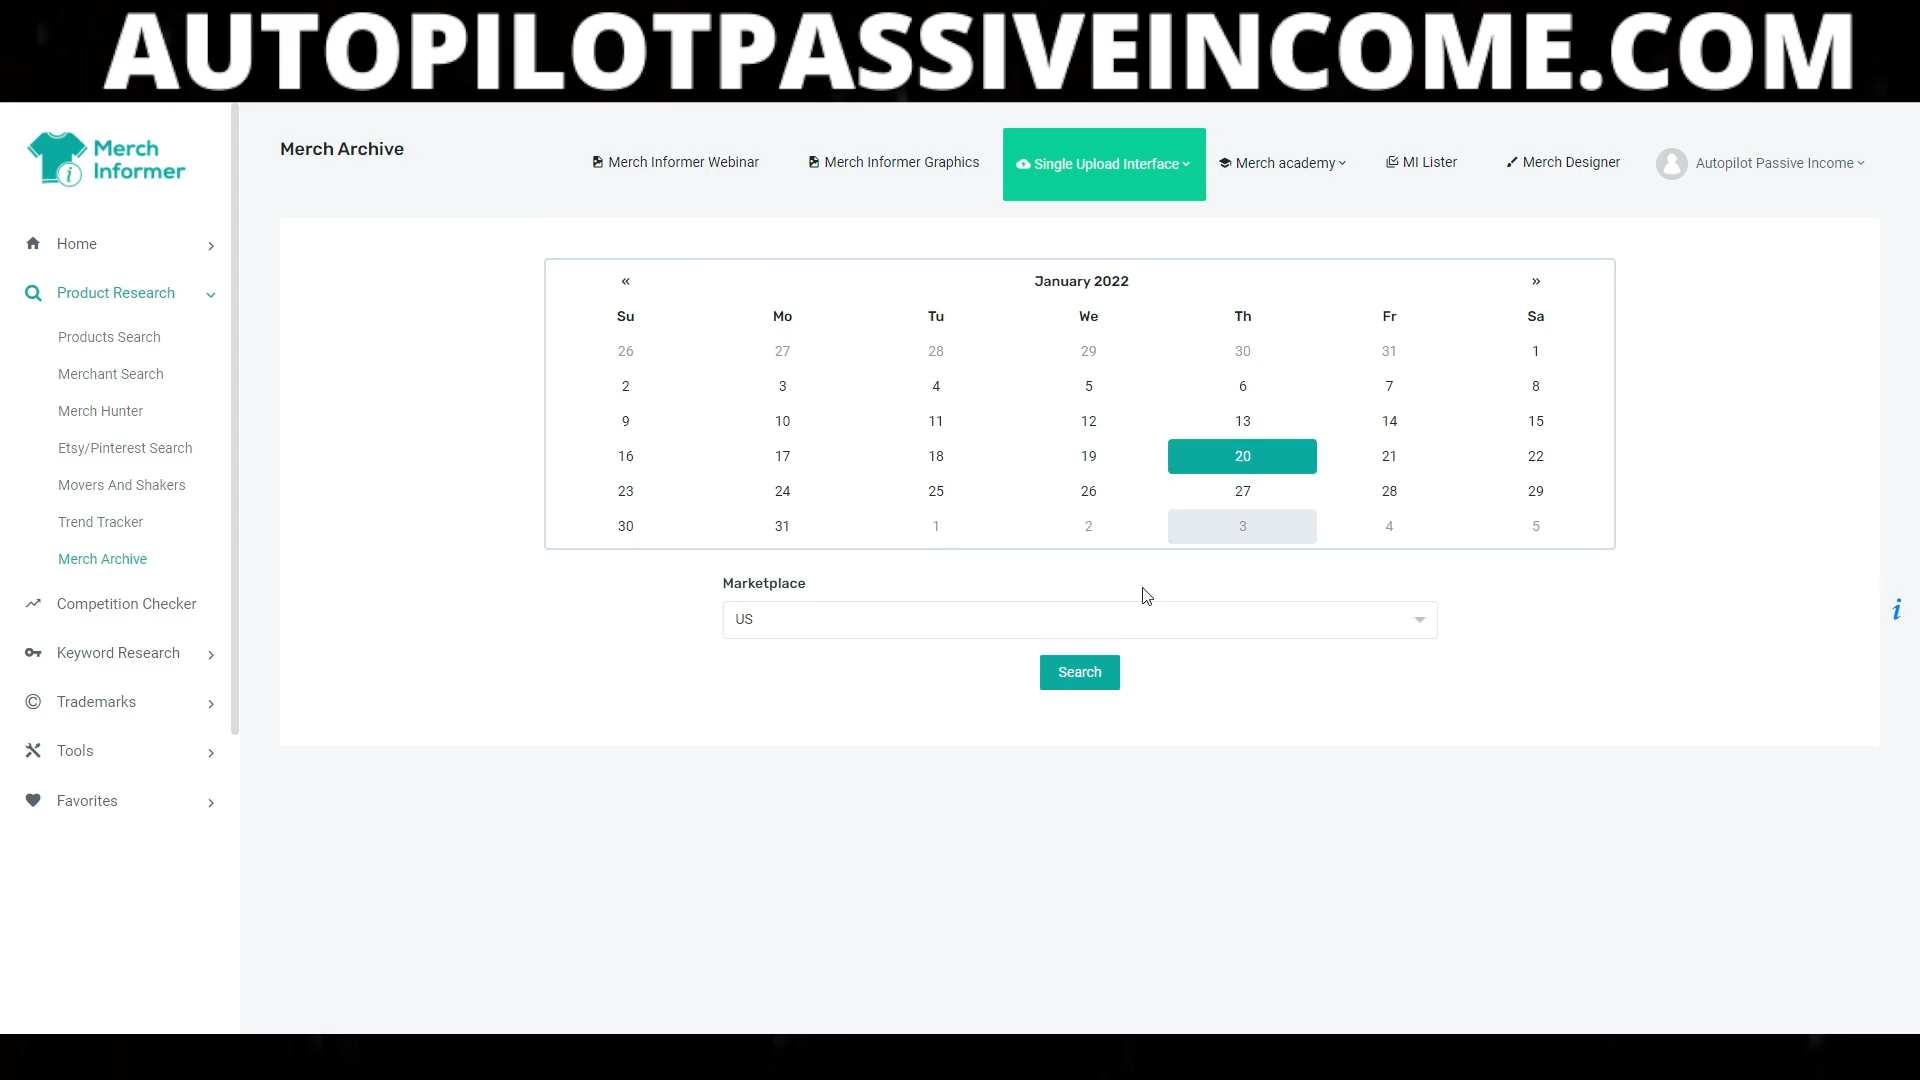 AUTOPILOTPASSIVEINCOME.COM
Merch
Informer
Merch Archive
Merch Informer Webinar
Merch Informer Graphics
Single Upload Interface
Merch academy
MI Lister
Merch Designer
Autopilot Passive Income
Home
Product Research
Products Search
Merchant Search
Merch Hunter
Etsy/Pinterest Search
Movers And Shakers
Trend Tracker
Merch Archive
Competition Checker
Keyword Research
Trademarks
Tools
Favorites
« January 2022 »
Su Mo Tu We Th Fr Sa
26 27 28 29 30 31 1
2 3 4 5 6 7 8
9 10 11 12 13 14 15
16 17 18 19 20 21 22
23 24 25 26 27 28 29
30 31 1 2 3 4 5
Marketplace
US
Search
i